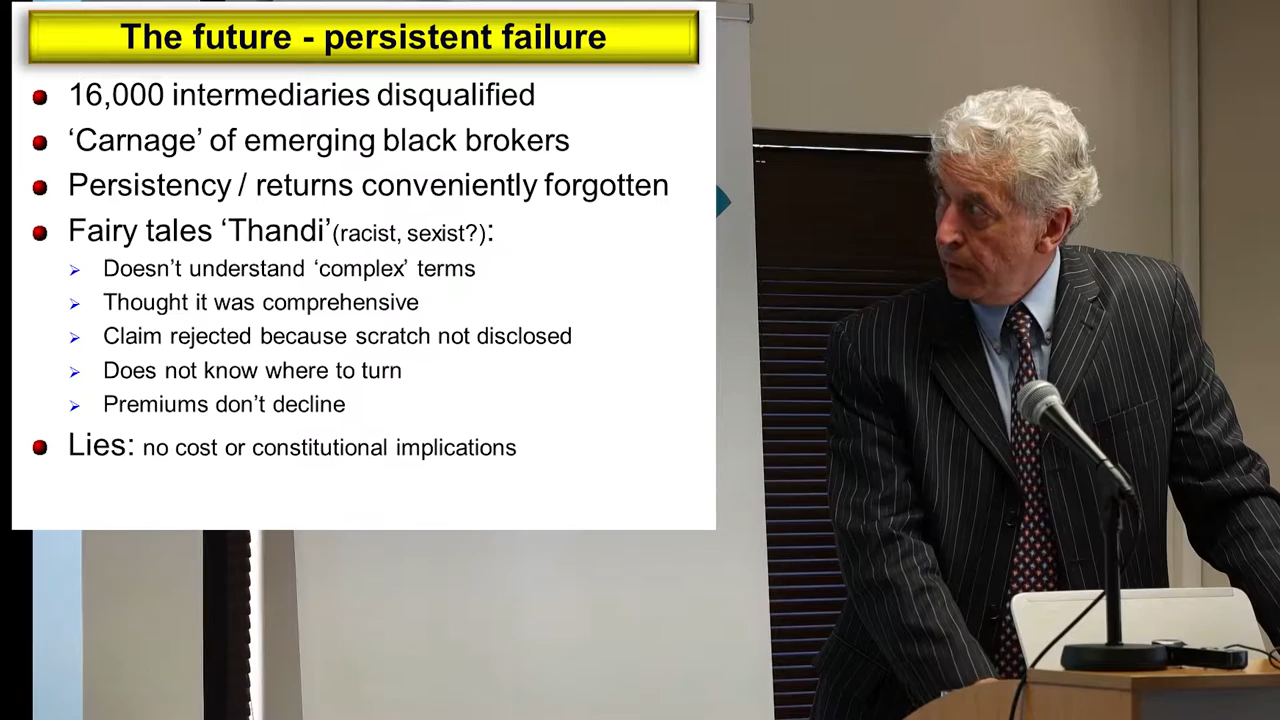 The future - persistent failure
16,000 intermediaries disqualified
‘Carnage’ of emerging black brokers
Persistency / returns conveniently forgotten
Fairy tales ‘Thandi’(racist, sexist?):
Doesn’t understand ‘complex’ terms
Thought it was comprehensive
Claim rejected because scratch not disclosed
Does not know where to turn
Premiums don’t decline
Lies: no cost or constitutional implications